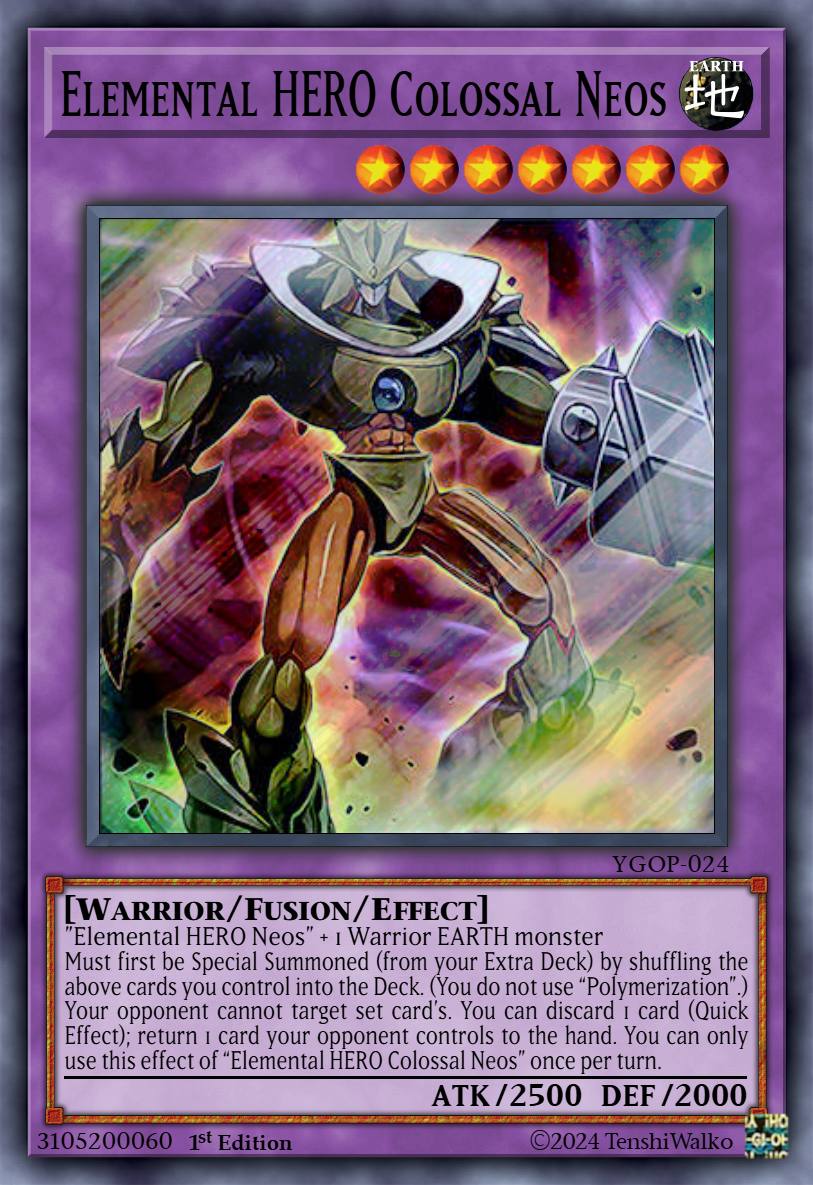 Elemental HERO Colossal Neos
EARTH
地
YGOP-024
[Warrior/Fusion/Effect]
"Elemental HERO Neos" + 1 Warrior EARTH monster
Must first be Special Summoned (from your Extra Deck) by shuffling the
above cards you control into the Deck. (You do not use “Polymerization”.)
Your opponent cannot target set card's. You can discard 1 card (Quick
Effect); return 1 card your opponent controls to the hand. You can only
use this effect of “Elemental HERO Colossal Neos” once per turn.
ATK/2500 DEF/2000
3105200060 1st Edition ©2024 TenshiWalko